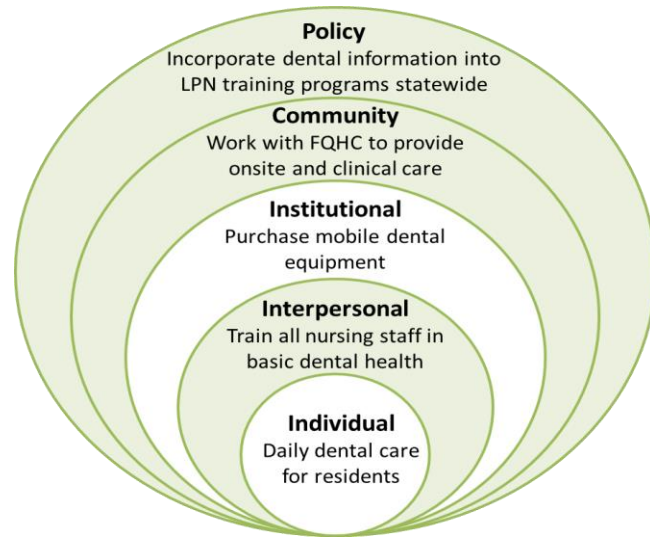 Policy
Incorporate dental information into
LPN training programs statewide
Community
Work with FQHC to provide
onsite and clinical care
Institutional
Purchase mobile dental
equipment
Interpersonal
Train all nursing staff in
basic dental health
Individual
Daily dental care
for residents